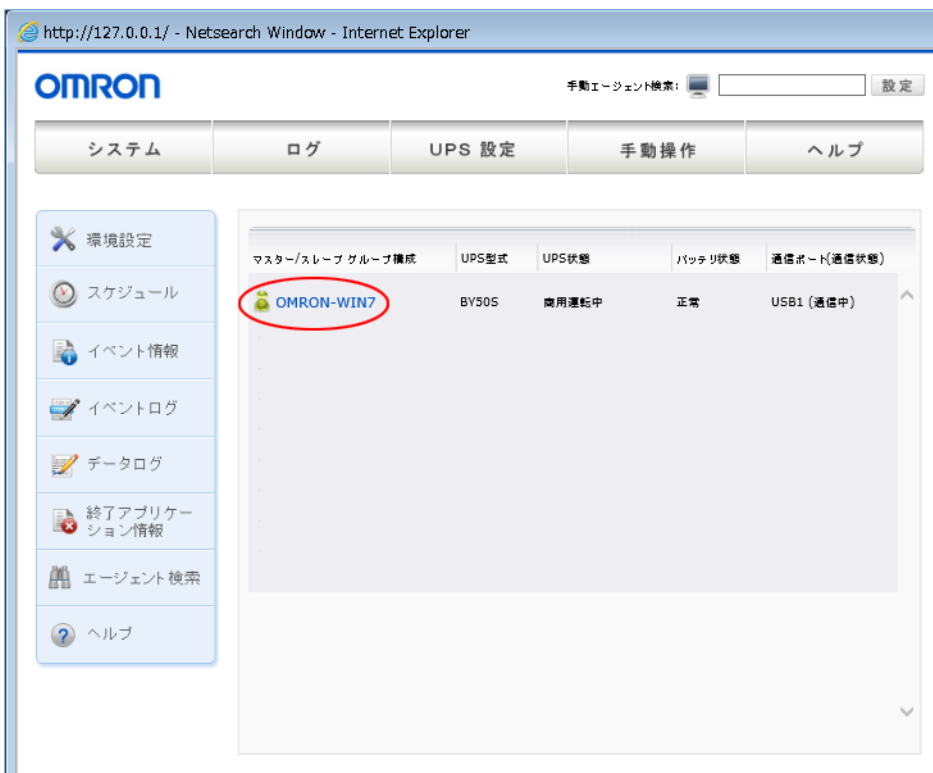 http://127.0.0.1/ - Netsearch Window - Internet Explorer
OMRON
手動エージェント検索:
設定
システム
ログ
UPS 設定
手動操作
ヘルプ
環境設定
スケジュール
イベント情報
イベントログ
データログ
終了アプリケー
ション情報
エージェント検索
ヘルプ
マスター/スレーブ グループ構成 UPS型式 UPS状態 バッテリ状態 通信ポート(通信状態)
OMRON-WIN7 BY50S 商用運転中 正常 USB1 (通信中)